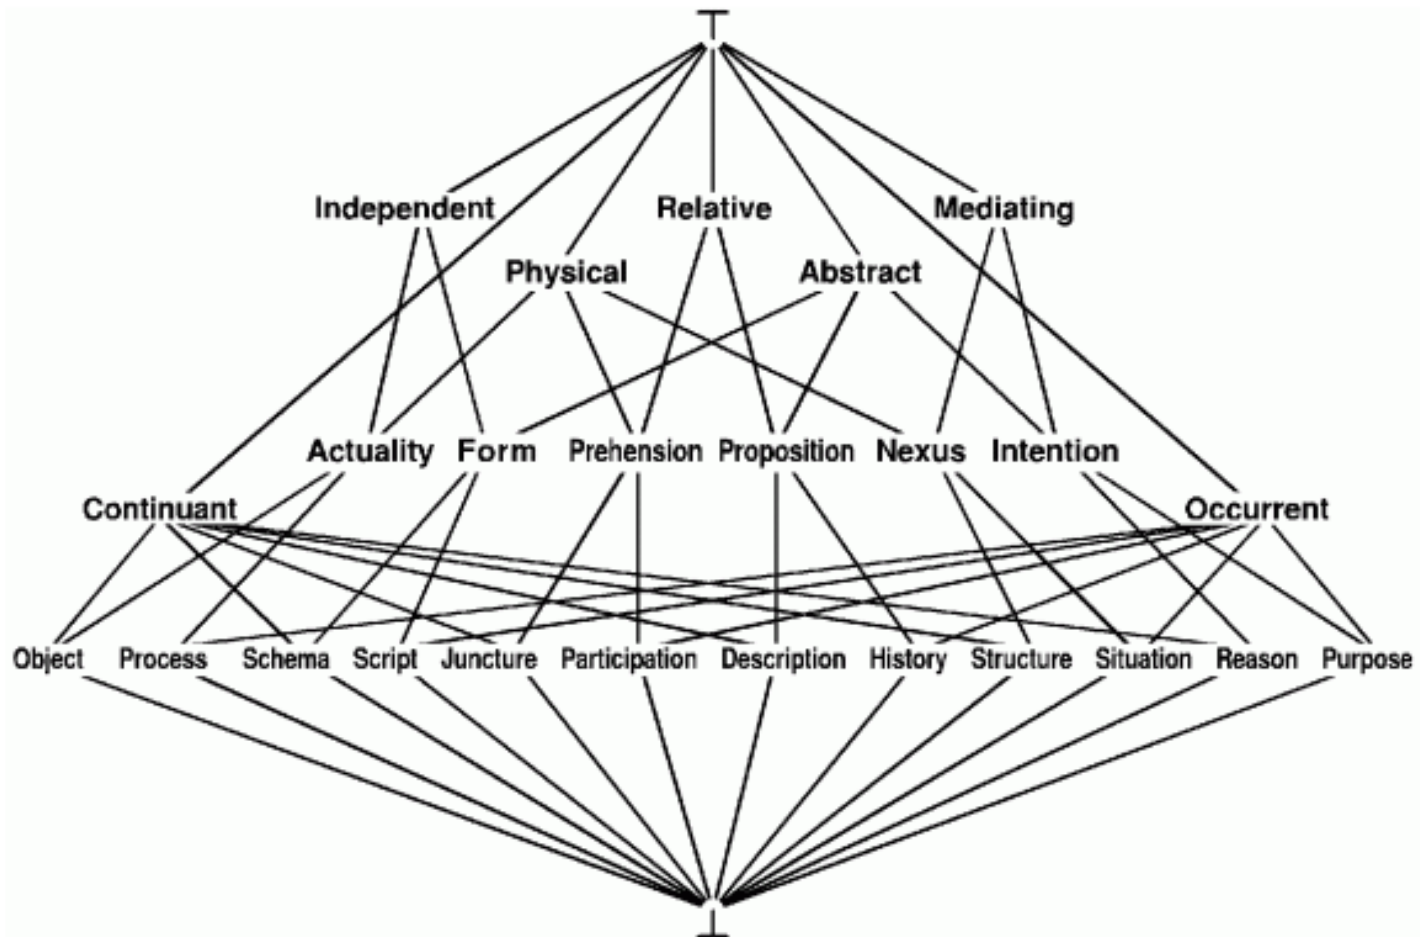 T
Independent Relative Mediating
Physical Abstract
Actuality Form Prehension Proposition Nexus Intention
Continuant Occurrent
Object Process Schema Script Juncture Participation Description History Structure Situation Reason Purpose
⊥